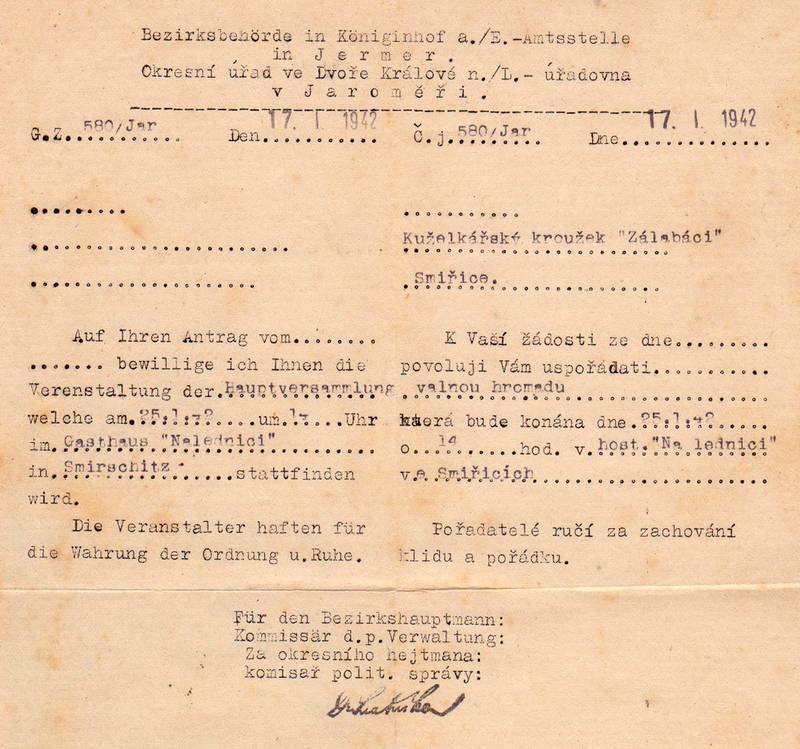 Bezirksbehörde in Königinhof a./E.-Amtsstelle
in Jermer.
Okresní úřad ve Dvoře Králové n./L.- úřadovna
v Jaroměři.
G.Z. 580/Jar Den 17. I. 1942 Č.j. 580/Jar Dne 17. I. 1942
Kuželkářský kroužek "Zálabáci"
Smiřice.
Auf Ihren Antrag vom........
....... bewillige ich Ihnen die
Verenstaltung der Hauptversammlung
welche am 25.1.42 um 14 Uhr
im Gasthaus "Nalednici"
in Smirschitz stattfinden
wird.
Die Veranstalter haften für
die Wahrung der Ordnung u.Ruhe.
K Vaší žádosti ze dne.........
povoluji Vám uspořádati...........
valnou hromadu
která bude konána dne 25.1.42
o 14 hod. v host."Na lednici"
ve Smiřicích
Pořadatelé ručí za zachování
klidu a pořádku.
Für den Bezirkshauptmann:
Kommissär d.p.Verwaltung:
Za okresního hejtmana:
komisař polit. správy: